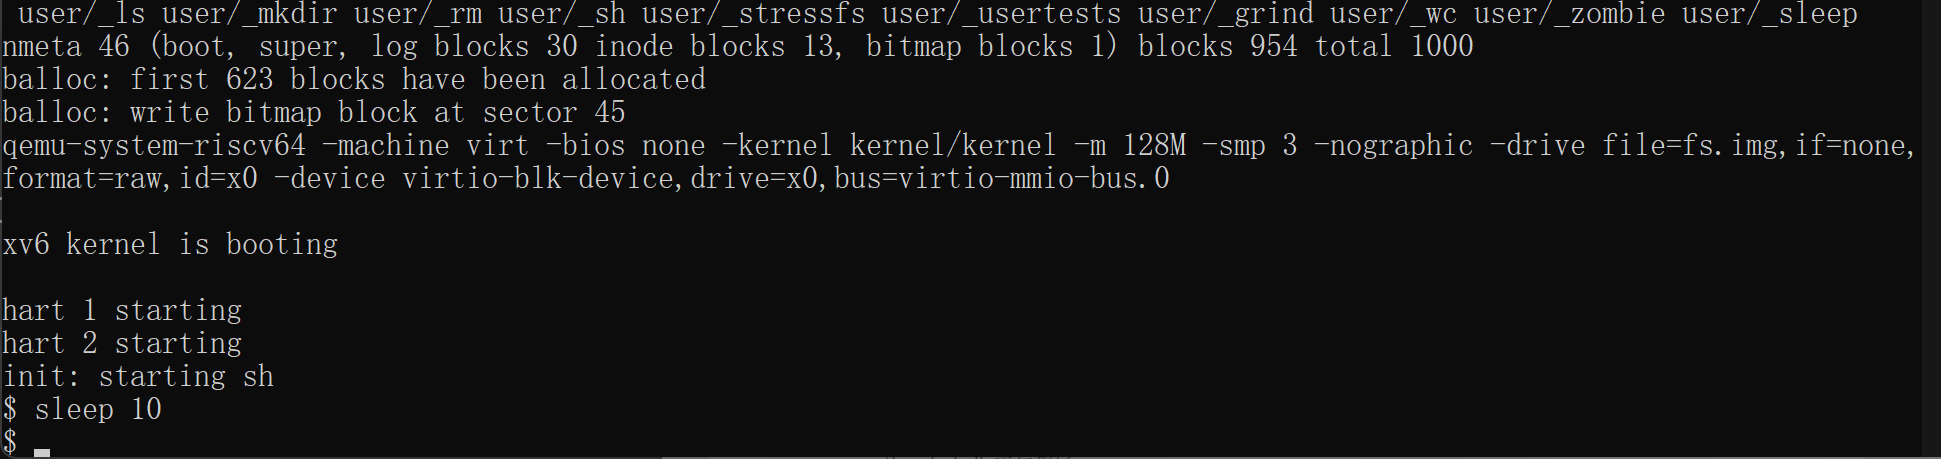 user/_ls user/_mkdir user/_rm user/_sh user/_stressfs user/_usertests user/_grind user/_wc user/_zombie user/_sleep
nmeta 46 (boot, super, log blocks 30 inode blocks 13, bitmap blocks 1) blocks 954 total 1000
balloc: first 623 blocks have been allocated
balloc: write bitmap block at sector 45
qemu-system-riscv64 -machine virt -bios none -kernel kernel/kernel -m 128M -smp 3 -nographic -drive file=fs.img,if=none,
format=raw,id=x0 -device virtio-blk-device,drive=x0,bus=virtio-mmio-bus.0
xv6 kernel is booting
hart 1 starting
hart 2 starting
init: starting sh
$ sleep 10
$